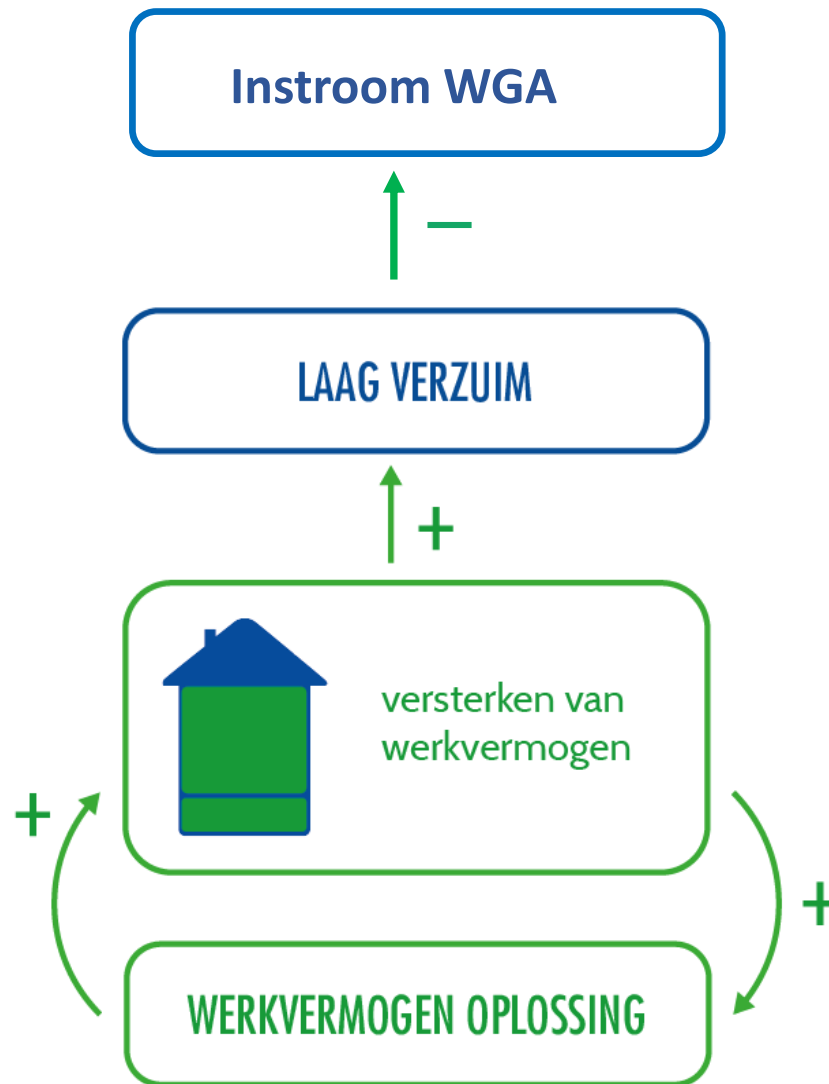 Instroom WGA
–
LAAG VERZUIM
+
versterken van
werkvermogen
+
+
WERKVERMOGEN OPLOSSING